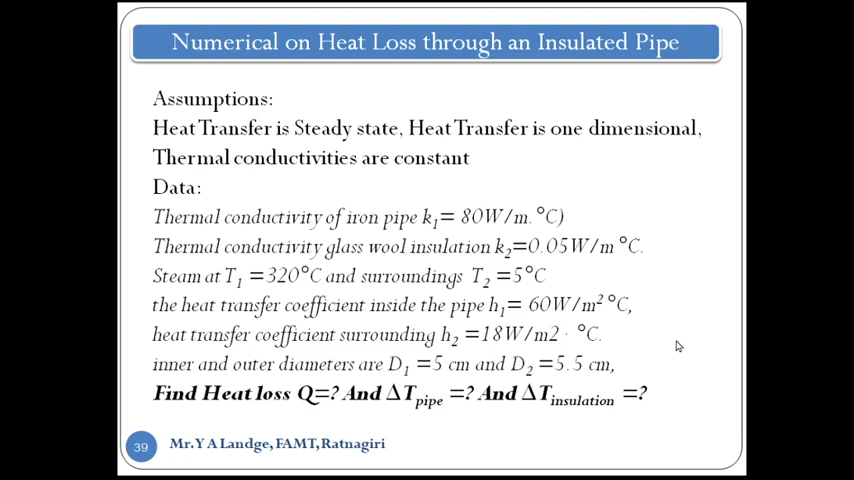 Numerical on Heat Loss through an Insulated Pipe
Assumptions:
Heat Transfer is Steady state, Heat Transfer is one dimensional,
Thermal conductivities are constant
Data:
Thermal conductivity of iron pipe k₁= 80W/m.°C)
Thermal conductivity glass wool insulation k₂=0.05W/m °C.
Steam at T₁ =320°C and surroundings T₂ =5°C
the heat transfer coefficient inside the pipe h₁= 60W/m² °C,
heat transfer coefficient surrounding h₂ =18W/m2 · °C.
inner and outer diameters are D₁ =5 cm and D₂ =5.5 cm,
Find Heat loss Q=? And ΔTpipe =? And ΔTinsulation =?
39
Mr.Y A Landge, FAMT, Ratnagiri